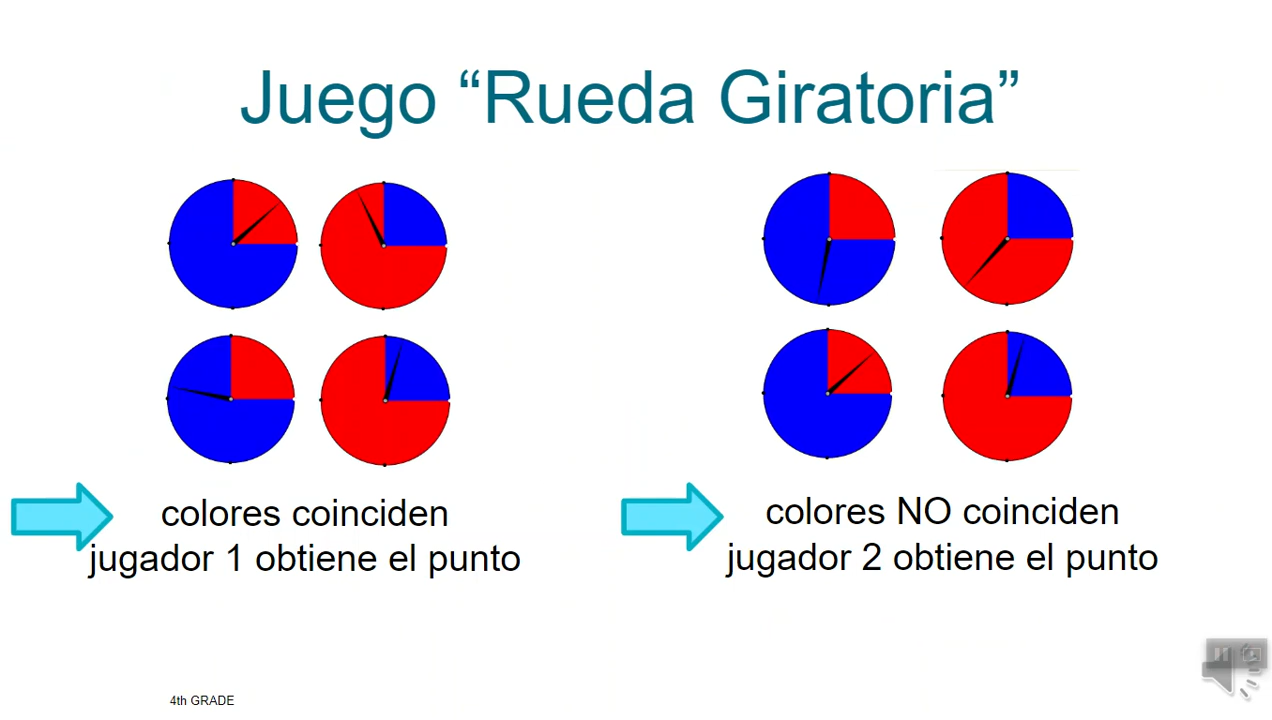 Juego “Rueda Giratoria”
colores coinciden
jugador 1 obtiene el punto
colores NO coinciden
jugador 2 obtiene el punto
4th GRADE